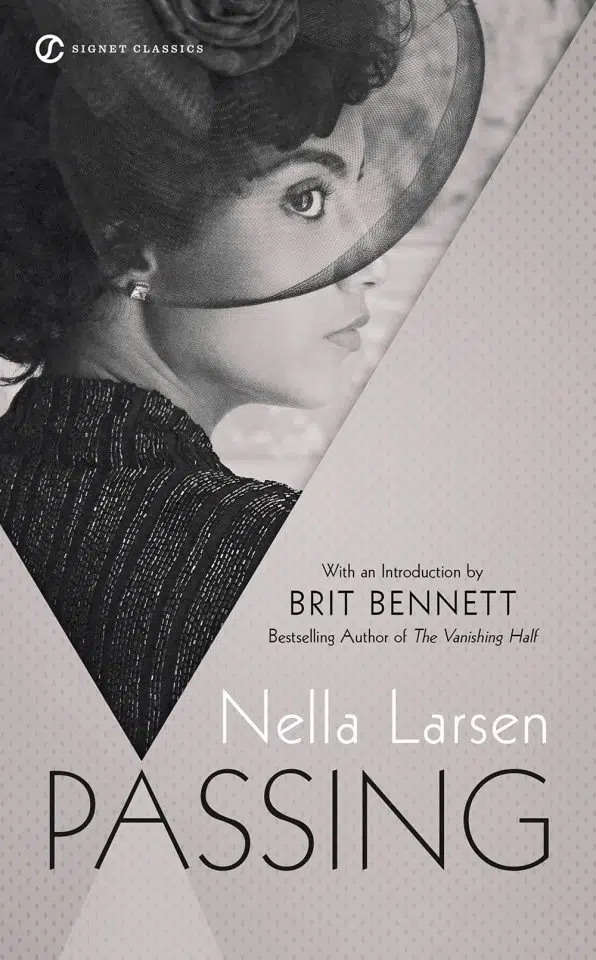 SIGNET CLASSICS
With an Introduction by
BRIT BENNETT
Bestselling Author of The Vanishing Half
Nella Larsen
PASSING